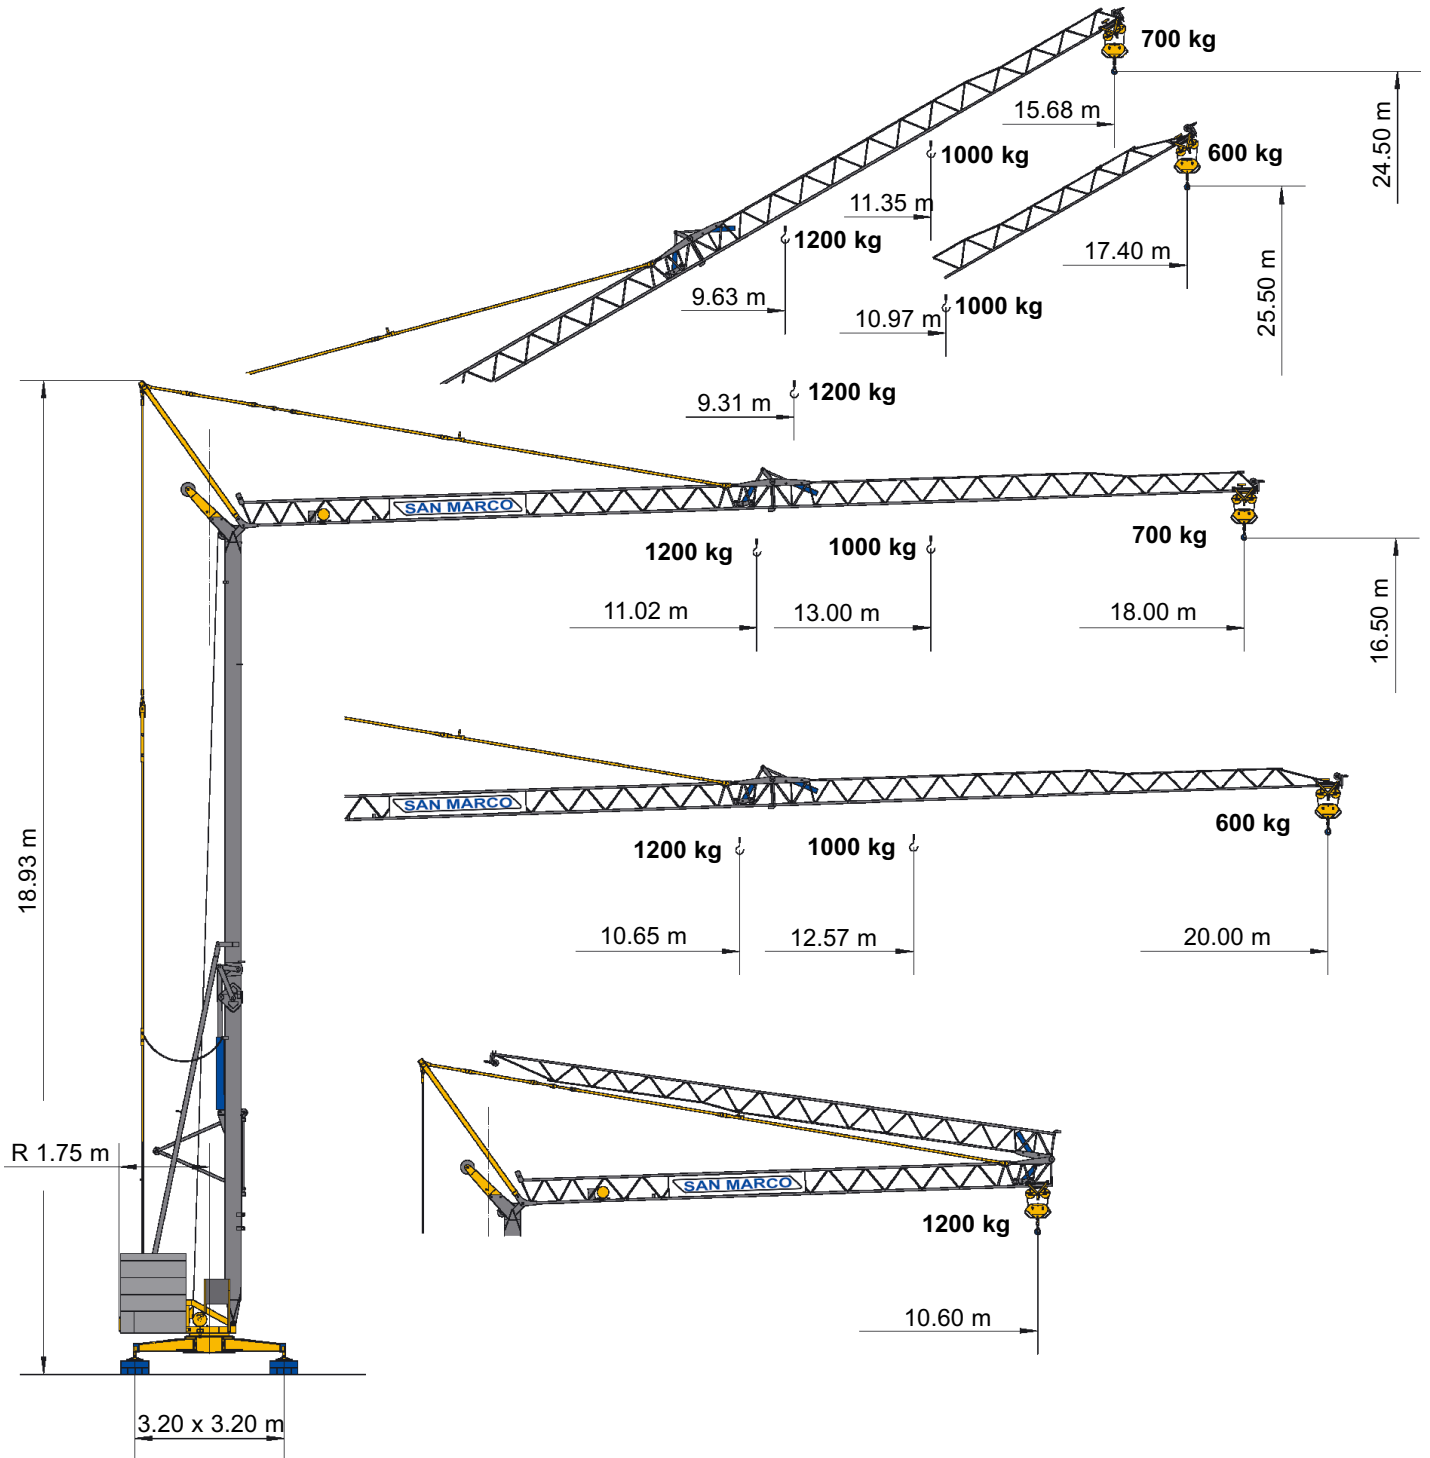 700 kg
15.68 m
24.50 m
1000 kg
600 kg
11.35 m
1200 kg
17.40 m
25.50 m
9.63 m
1000 kg
10.97 m
1200 kg
9.31 m
SAN MARCO
700 kg
1200 kg
1000 kg
11.02 m
13.00 m
18.00 m
16.50 m
SAN MARCO
600 kg
1200 kg
1000 kg
18.93 m
10.65 m
12.57 m
20.00 m
R 1.75 m
SAN MARCO
1200 kg
10.60 m
3.20 x 3.20 m